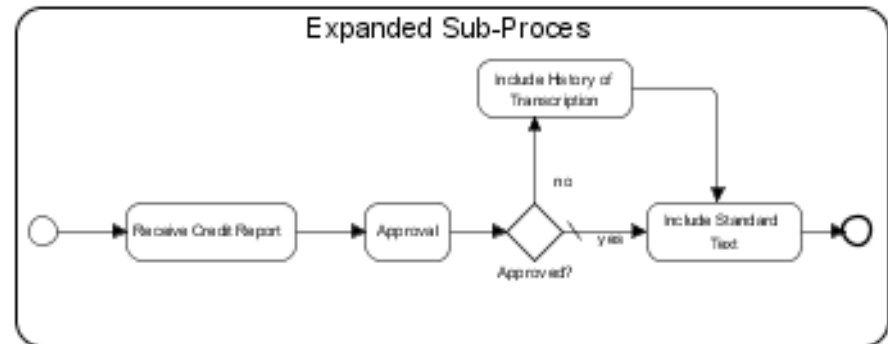 Expanded Sub-Proces
Include History of
Transcription
no
Receive Credit Report
Approval
yes
Include Standard
Text
Approved?